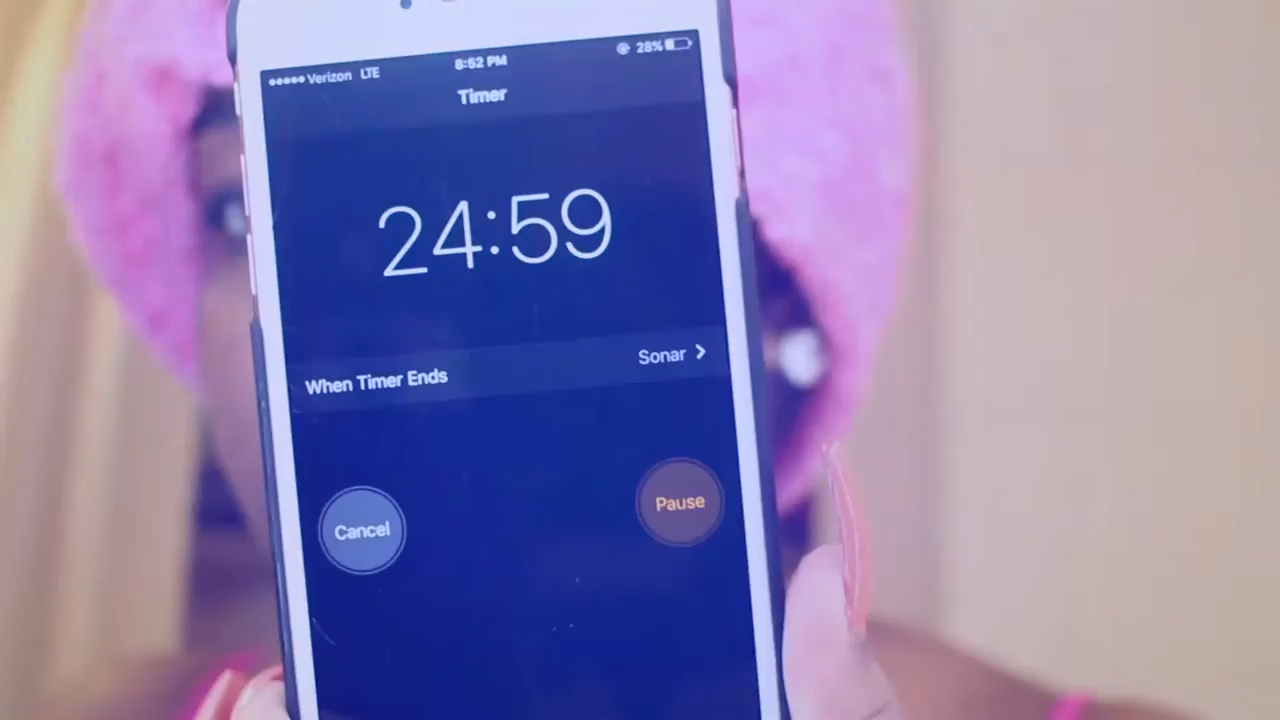 Verizon LTE 8:52 PM 28%
Timer
24:59
When Timer Ends Sonar
Cancel Pause